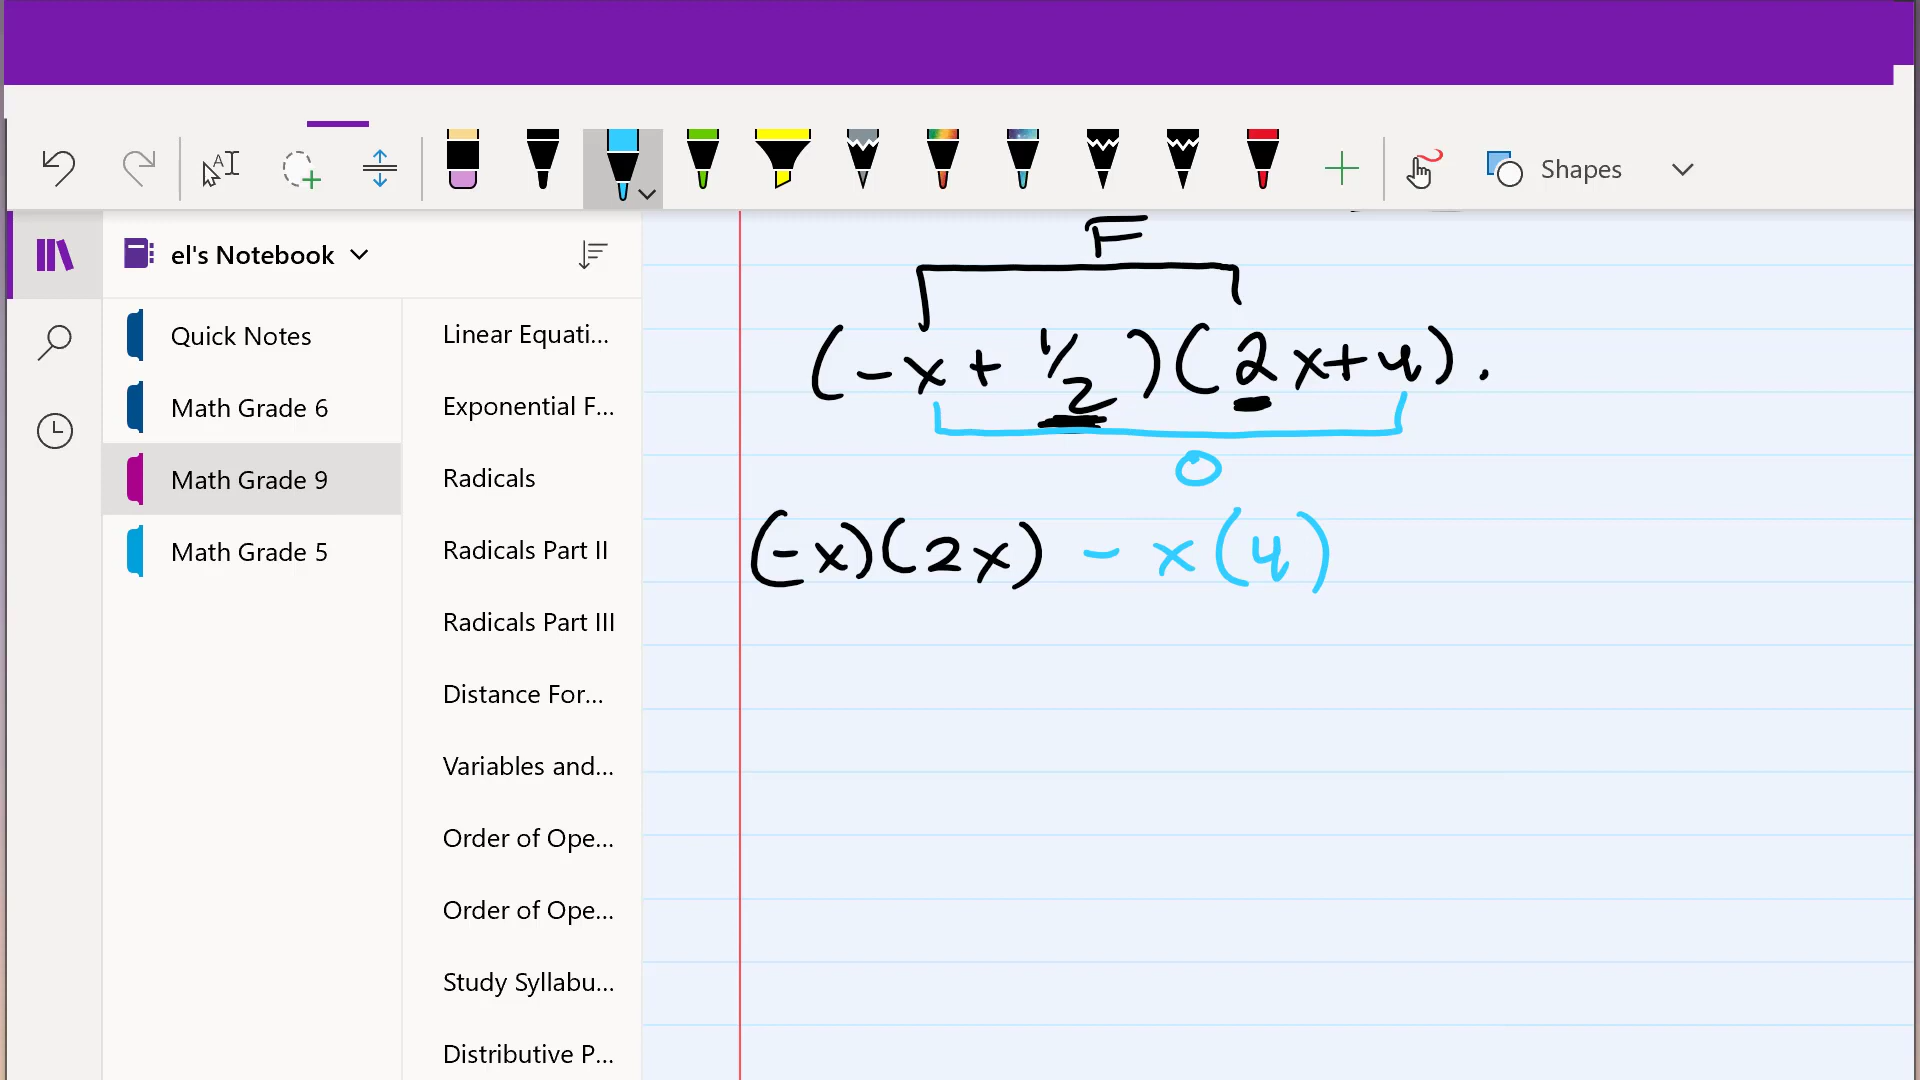 Shapes
el's Notebook
Quick Notes
Math Grade 6
Math Grade 9
Math Grade 5
Linear Equati...
Exponential F...
Radicals
Radicals Part II
Radicals Part III
Distance For...
Variables and...
Order of Ope...
Order of Ope...
Study Syllabu...
Distributive P...
F
(-x + 1/2)(2x+4).
O
(-x)(2x) - x(4)